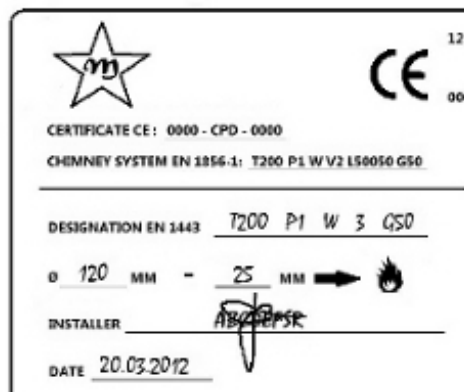 m
12
CE
00
CERTIFICATE CE: 0000 - CPD - 0000
CHIMNEY SYSTEM EN 1856-1: T200 P1 W V2 L50050 G50
DESIGNATION EN 1443 T200 P1 W 3 G50
Ø 120 MM - 25 MM
INSTALLER
DATE 20.03.2012